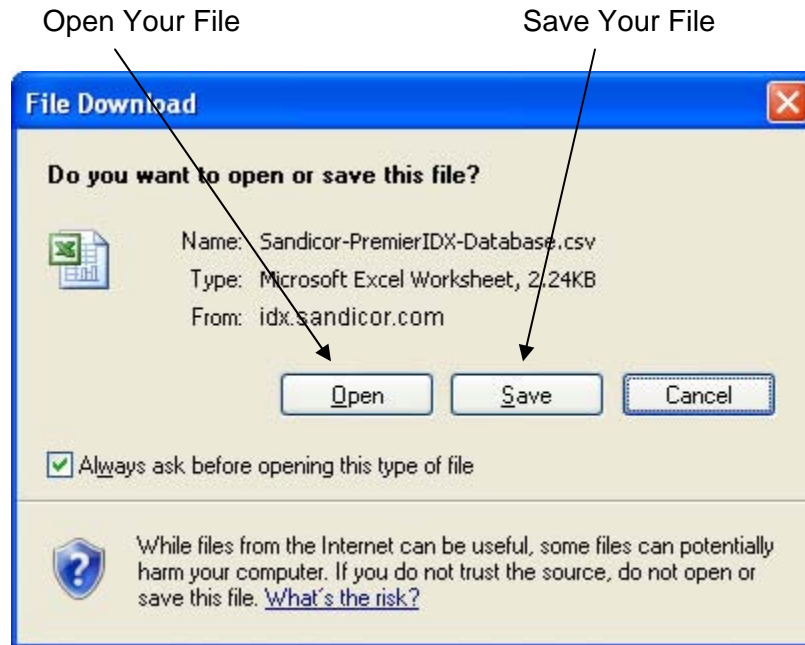 Open Your File Save Your File
File Download
Do you want to open or save this file?
Name: Sandicor-PremierIDX-Database.csv
Type: Microsoft Excel Worksheet, 2.24KB
From: idx.sandicor.com
Open Save Cancel
Always ask before opening this type of file
While files from the Internet can be useful, some files can potentially
harm your computer. If you do not trust the source, do not open or
save this file. What's the risk?